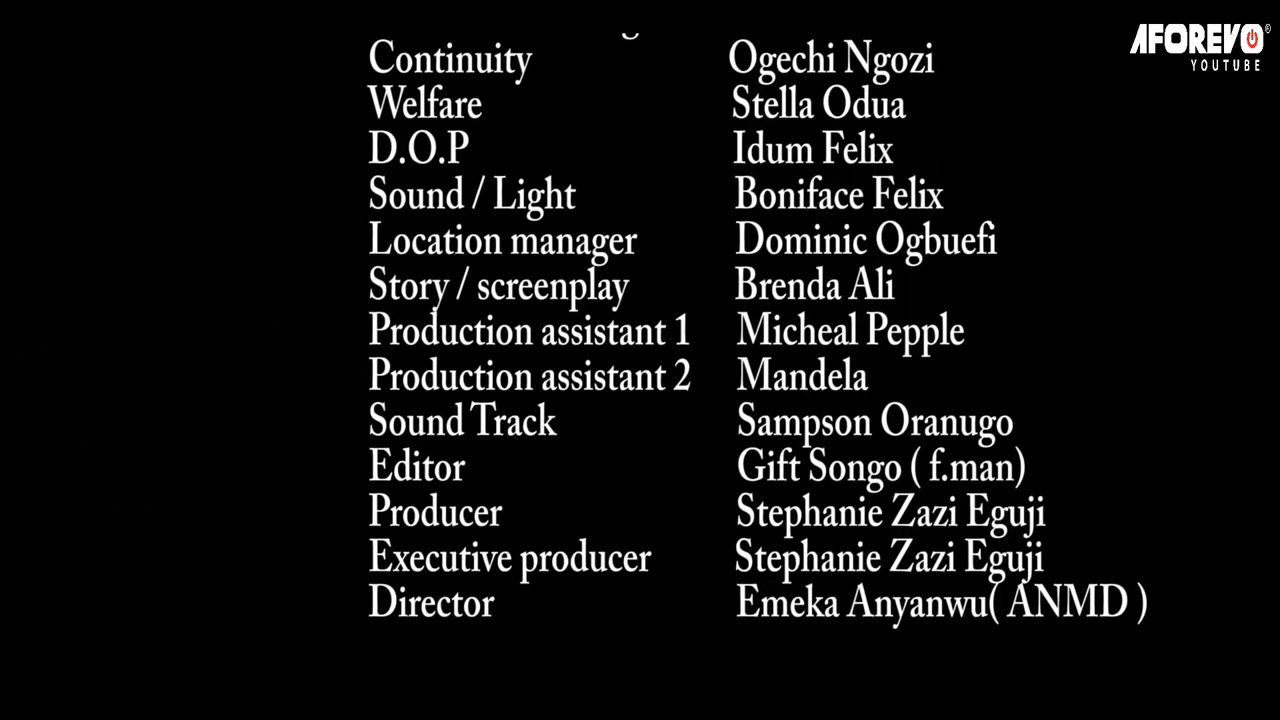 AFOREVO
YOUTUBE
Continuity Ogechi Ngozi
Welfare Stella Odua
D.O.P Idum Felix
Sound / Light Boniface Felix
Location manager Dominic Ogbuefi
Story / screenplay Brenda Ali
Production assistant 1 Micheal Pepple
Production assistant 2 Mandela
Sound Track Sampson Oranugo
Editor Gift Songo ( f.man)
Producer Stephanie Zazi Eguji
Executive producer Stephanie Zazi Eguji
Director Emeka Anyanwu( ANMD )